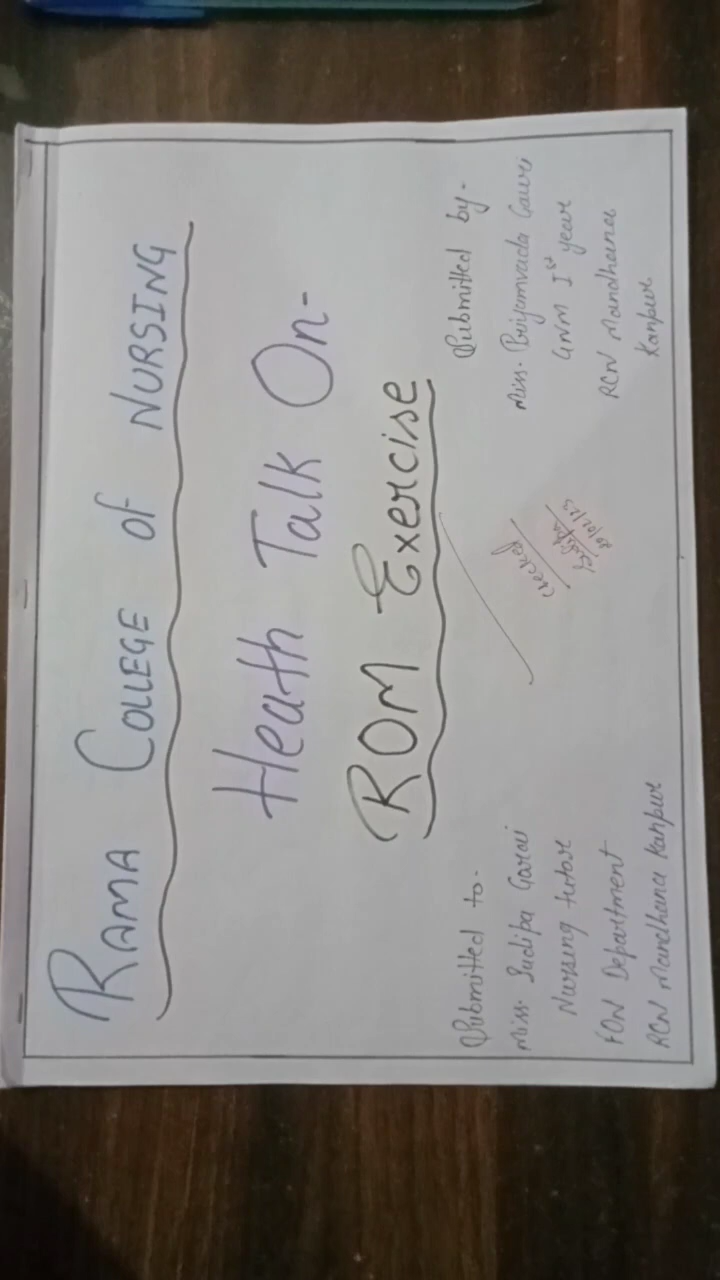 RAMA COLLEGE of NURSING
Heath Talk On-
ROM Exercise
Submitted to-
Miss. Sudipa Garai
Nursing tutor
FON Department
RCN Mandhana Kanpur
Checked
Submitted by-
Miss. Priyamvada Gauri
GNM Ist year
RCN Mandhana
Kanpur